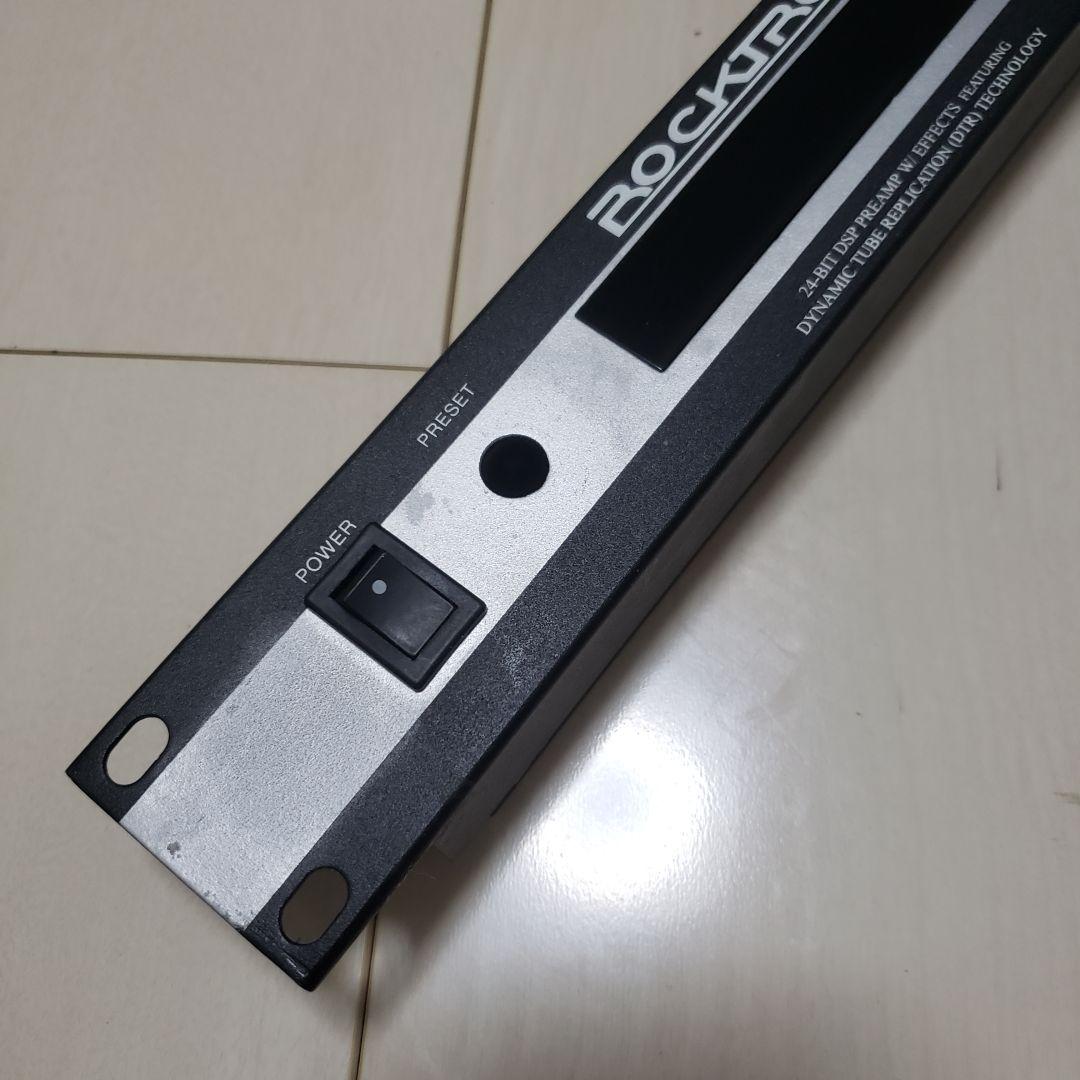 ROCKTRO
24-BIT DSP PREAMP W/ EFFECTS FEATURING
DYNAMIC TUBE REPLICATION (DTR) TECHNOLOGY
PRESET
POWER